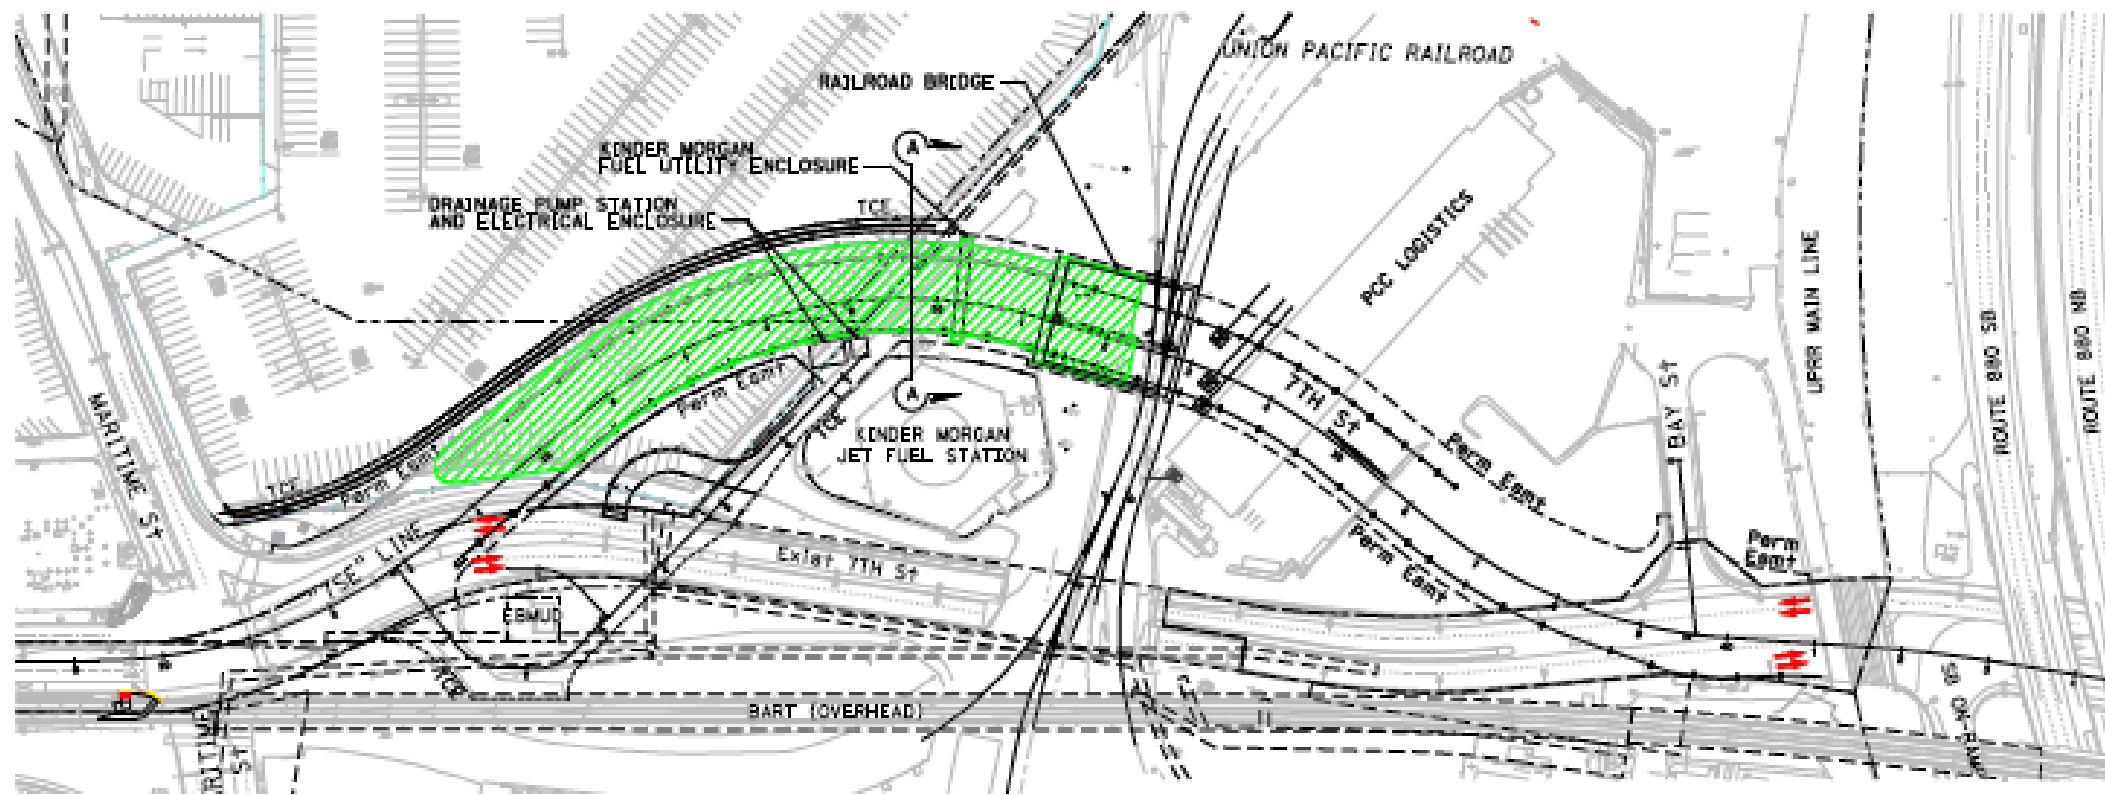 UNION PACIFIC RAILROAD
RAILROAD BRIDGE
KINDER MORGAN
FUEL UTILITY ENCLOSURE
A
DRAINAGE PUMP STATION
AND ELECTRICAL ENCLOSURE
TCE
PCC LOGISTICS
UPRR MAIN LINE
ROUTE 880 SB
ROUTE 880 NB
MARITIME St
7TH St
BAY St
Perm Esmt
A
TCE
KINDER MORGAN
JET FUEL STATION
Perm Esmt
TCE
Perm Esmt
Perm Esmt
Perm
Esmt
"SE" LINE
Exist 7TH St
EBMUD
BART (OVERHEAD)